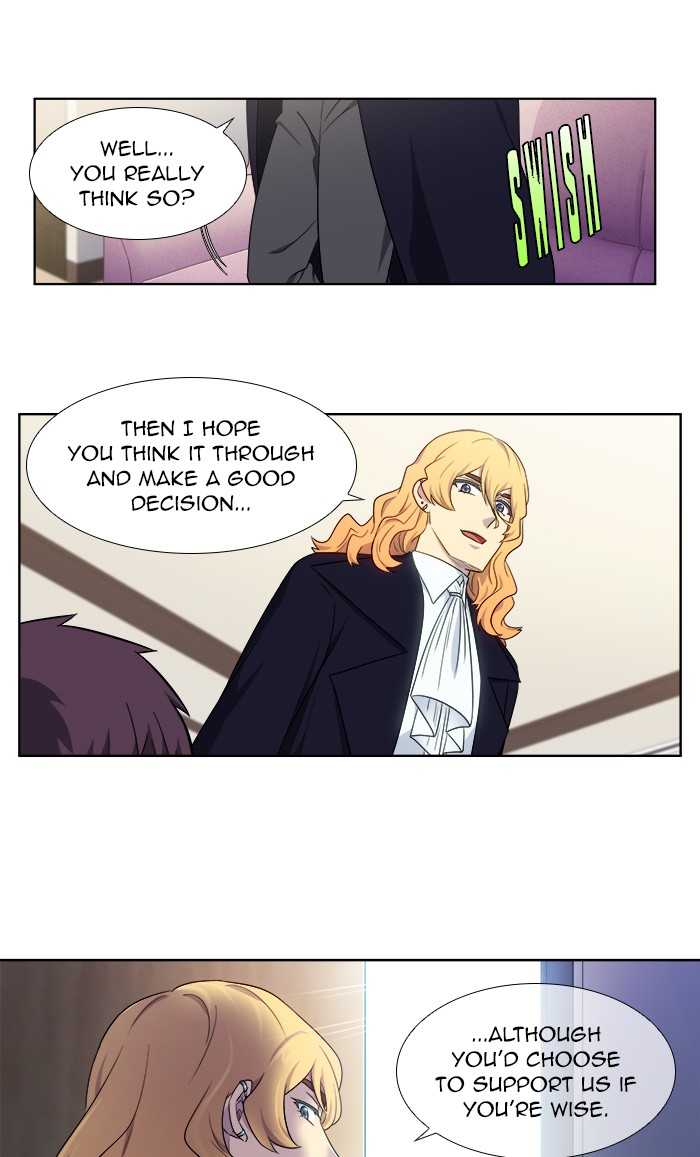 WELL...
YOU REALLY
THINK SO?
SWISH
THEN I HOPE
YOU THINK IT THROUGH
AND MAKE A GOOD
DECISION...
...ALTHOUGH
YOU'D CHOOSE
TO SUPPORT US IF
YOU'RE WISE.